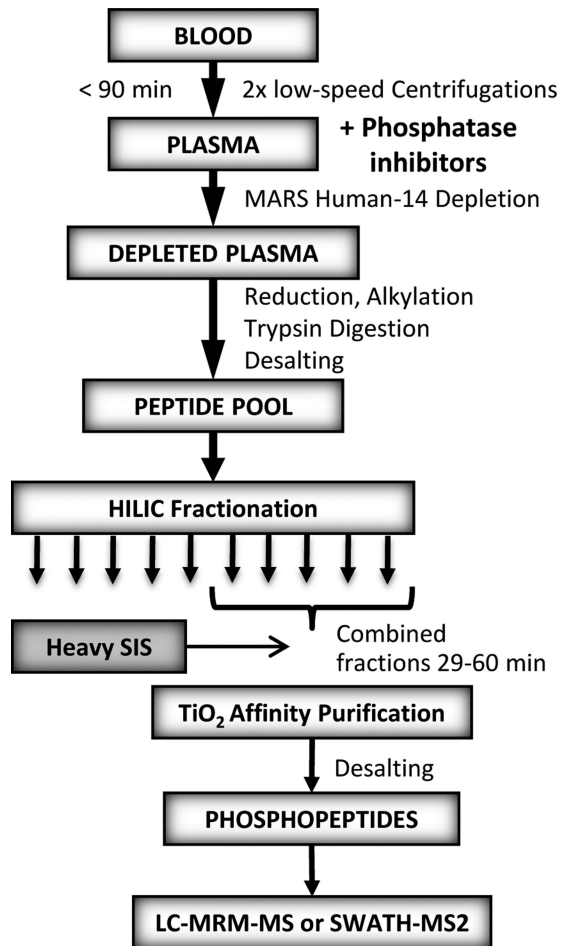 BLOOD
< 90 min 2x low-speed Centrifugations
PLASMA
+ Phosphatase
inhibitors
MARS Human-14 Depletion
DEPLETED PLASMA
Reduction, Alkylation
Trypsin Digestion
Desalting
PEPTIDE POOL
HILIC Fractionation
Heavy SIS
Combined
fractions 29-60 min
TiO₂ Affinity Purification
Desalting
PHOSPHOPEPTIDES
LC-MRM-MS or SWATH-MS2